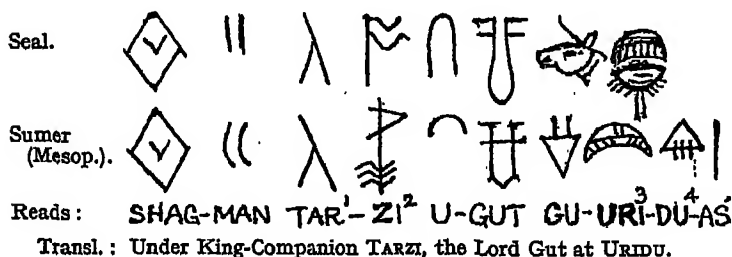 Seal.
Sumer
(Mesop.).
Reads: SHAG-MAN TAR¹-ZI² U-GUT GU-URI³-DU⁴-AŚ
Transl.: Under King-Companion TARZI, the Lord Gut at URIDU.